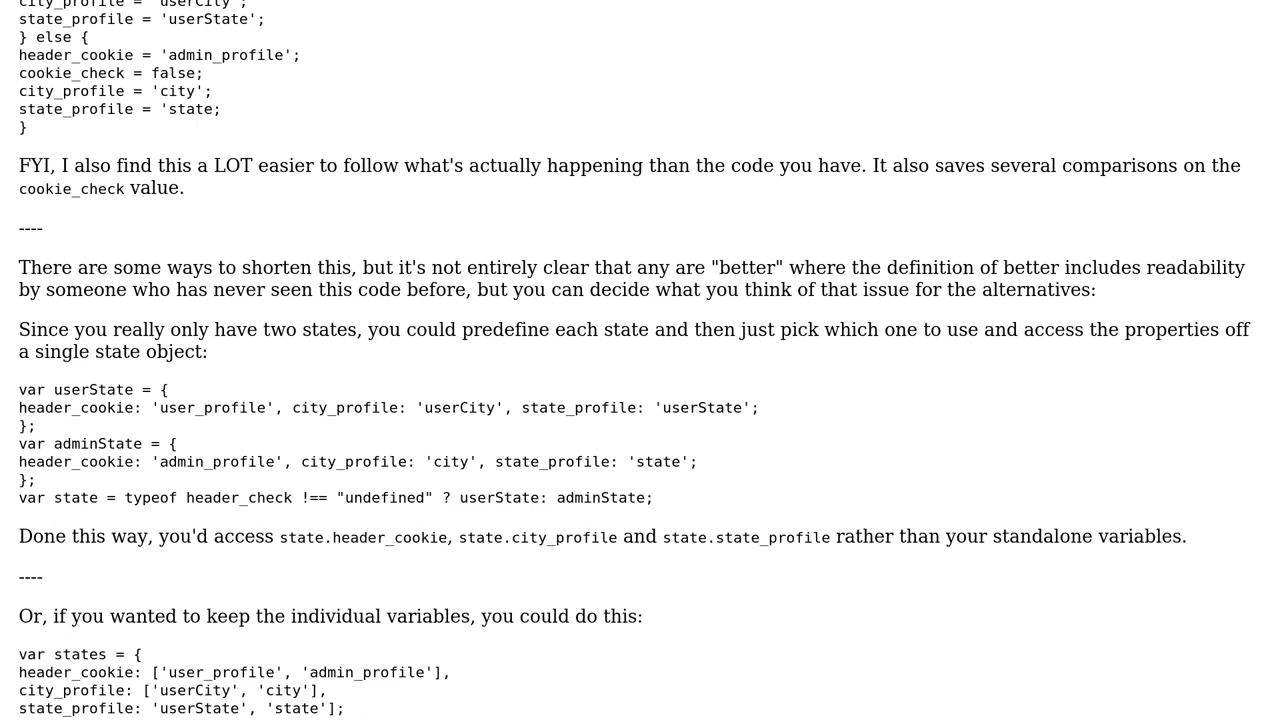 city_profile = 'userCity';
state_profile = 'userState';
} else {
header_cookie = 'admin_profile';
cookie_check = false;
city_profile = 'city';
state_profile = 'state;
}
FYI, I also find this a LOT easier to follow what's actually happening than the code you have. It also saves several comparisons on the
cookie_check value.
----
There are some ways to shorten this, but it's not entirely clear that any are "better" where the definition of better includes readability
by someone who has never seen this code before, but you can decide what you think of that issue for the alternatives:
Since you really only have two states, you could predefine each state and then just pick which one to use and access the properties off
a single state object:
var userState = {
header_cookie: 'user_profile', city_profile: 'userCity', state_profile: 'userState';
};
var adminState = {
header_cookie: 'admin_profile', city_profile: 'city', state_profile: 'state';
};
var state = typeof header_check !== "undefined" ? userState: adminState;
Done this way, you'd access state.header_cookie, state.city_profile and state.state_profile rather than your standalone variables.
----
Or, if you wanted to keep the individual variables, you could do this:
var states = {
header_cookie: ['user_profile', 'admin_profile'],
city_profile: ['userCity', 'city'],
state_profile: 'userState', 'state'];